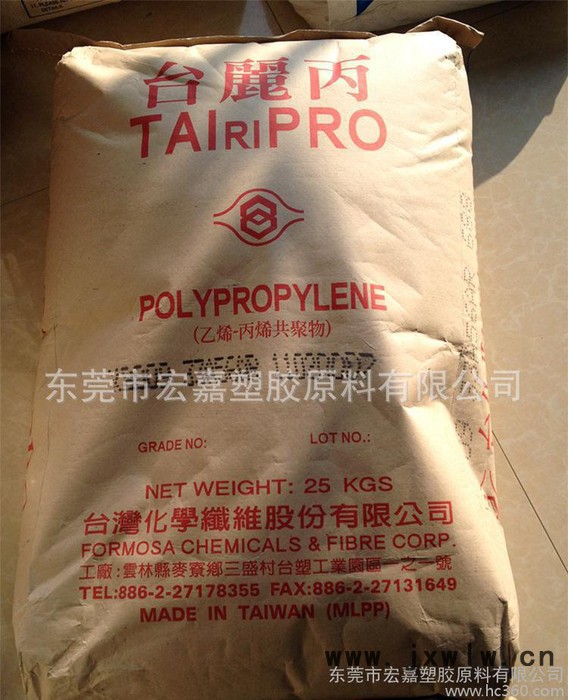 台麗丙
TAIRIPRO
POLYPROPYLENE
(乙烯-丙烯共聚物)
东莞市宏嘉塑胶原料有限公司
GRADE NO:
LOT NO.:
NET WEIGHT: 25 KGS
台灣化學纖維股份有限公司
FORMOSA CHEMICALS & FIBRE CORP.
工廠:雲林縣麥寮鄉三盛村台塑工業園區一之一號
TEL:886-2-27178355 FAX:886-2-27131649
MADE IN TAIWAN (MLPP)
www.jxwlwl.cn
东莞市宏嘉塑胶原料有限公司
www.hc360.com